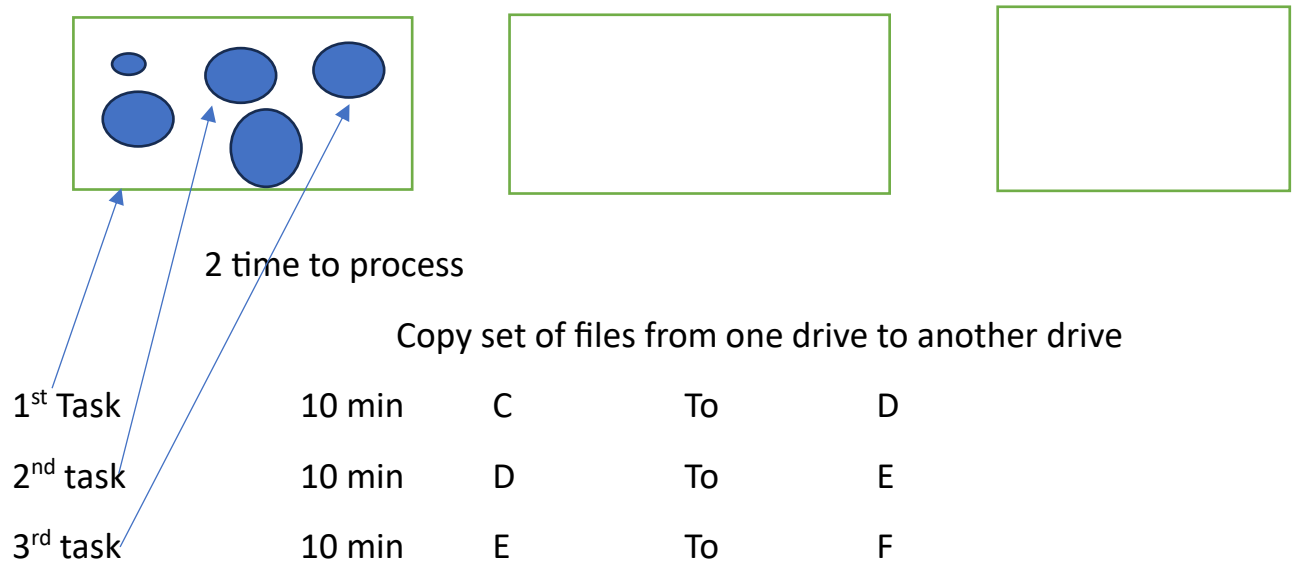 2 time to process
Copy set of files from one drive to another drive
1st Task 10 min C To D
2nd task 10 min D To E
3rd task 10 min E To F